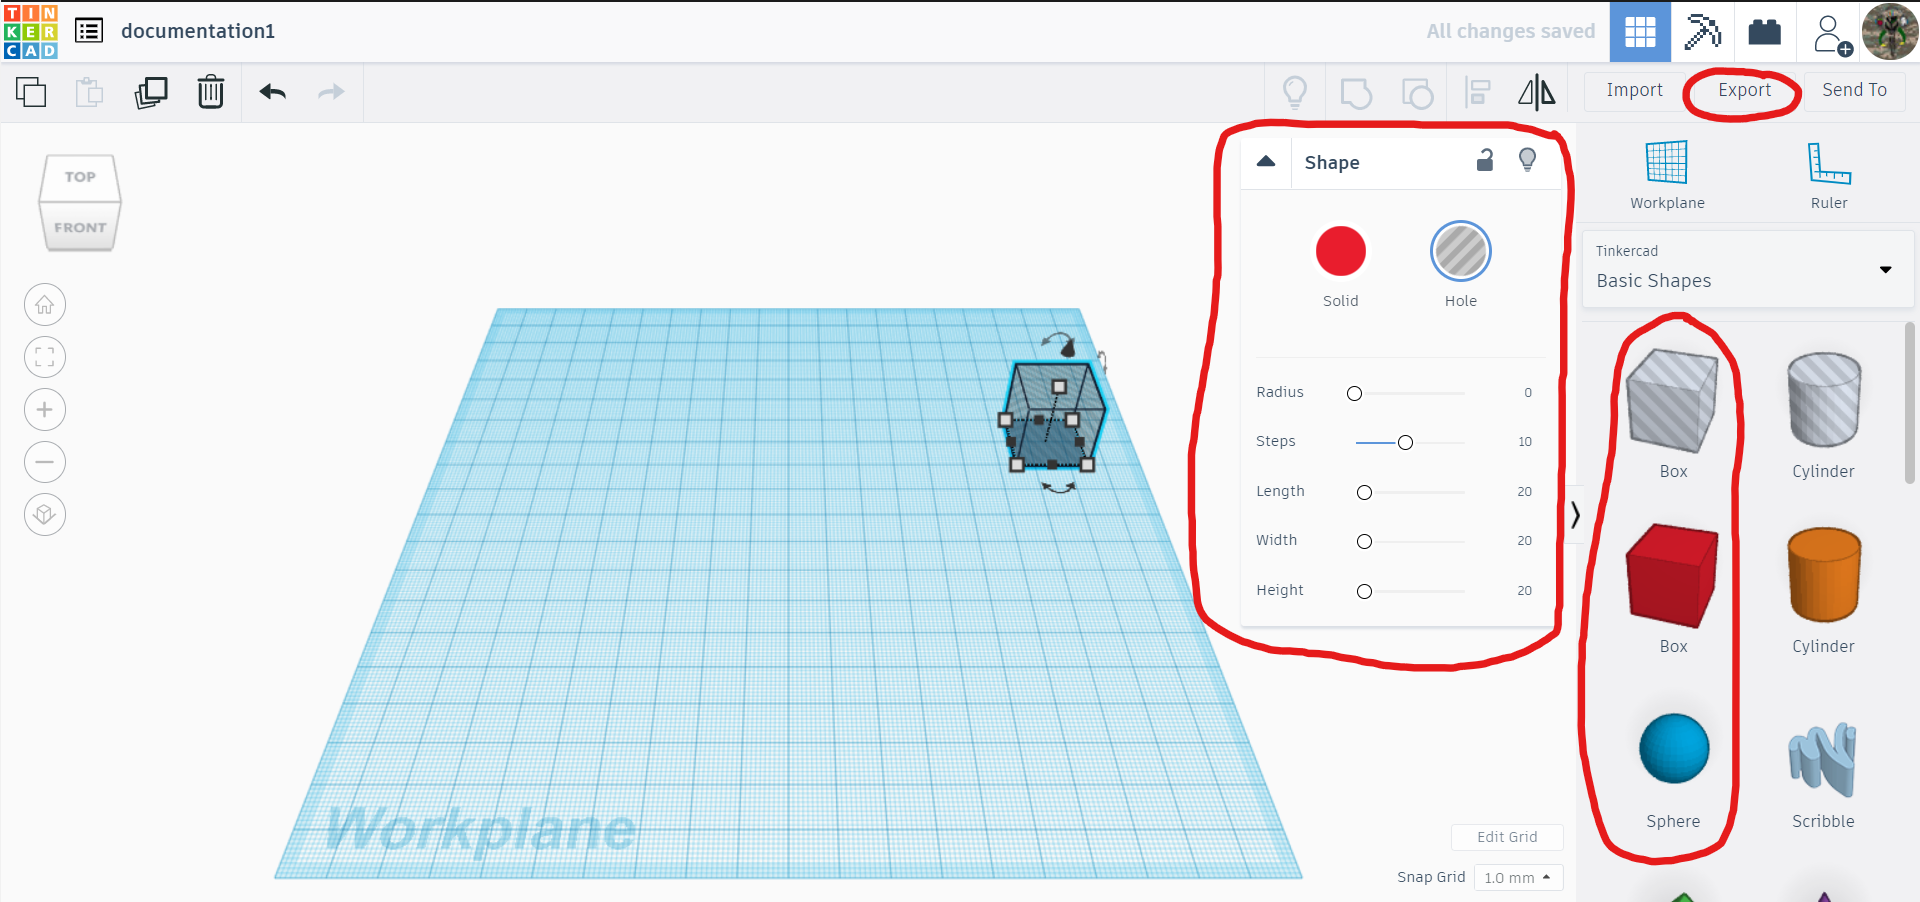 TIN
KER
CAD
documentation1
All changes saved
Import
Export
Send To
TOP
FRONT
Shape
Solid
Hole
Radius 0
Steps 10
Length 20
Width 20
Height 20
Workplane
Ruler
Tinkercad
Basic Shapes
Box
Cylinder
Box
Cylinder
Sphere
Scribble
Workplane
Edit Grid
Snap Grid 1.0 mm